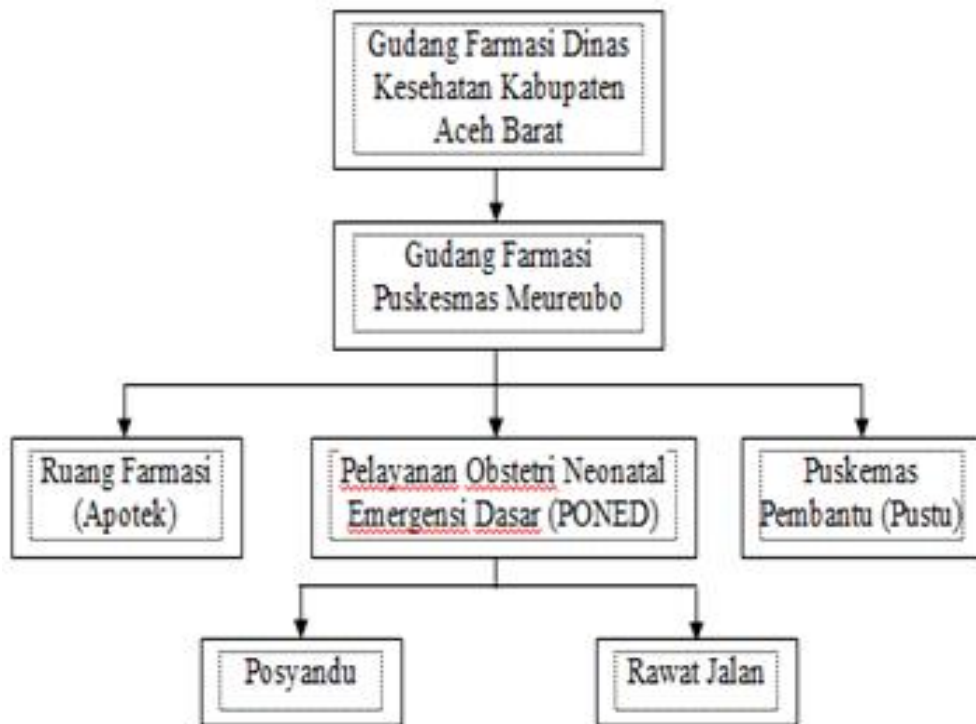 Gudang Farmasi Dinas
Kesehatan Kabupaten
Aceh Barat
Gudang Farmasi
Puskesmas Meureubo
Ruang Farmasi
(Apotek)
Pelayanan Obstetri Neonatal
Emergensi Dasar (PONED)
Puskemas
Pembantu (Pustu)
Posyandu
Rawat Jalan